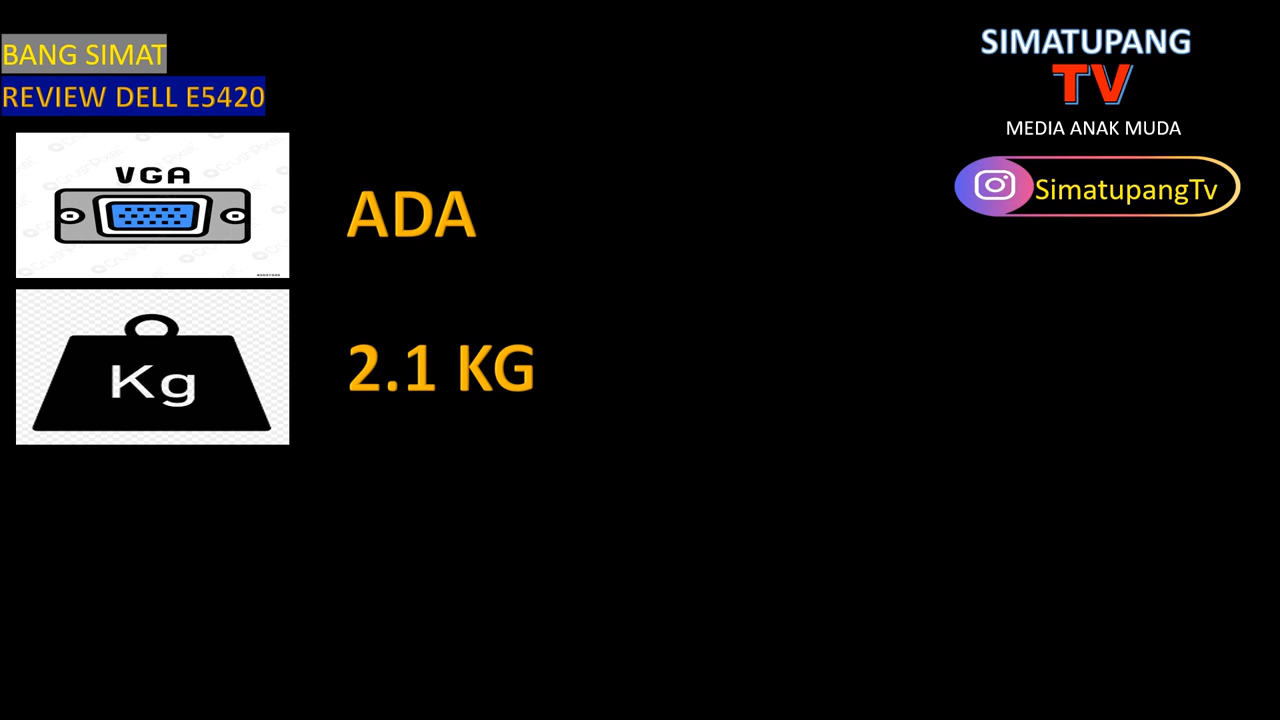 BANG SIMAT
REVIEW DELL E5420
SIMATUPANG
TV
MEDIA ANAK MUDA
SimatupangTv
VGA
ADA
Kg
2.1 KG